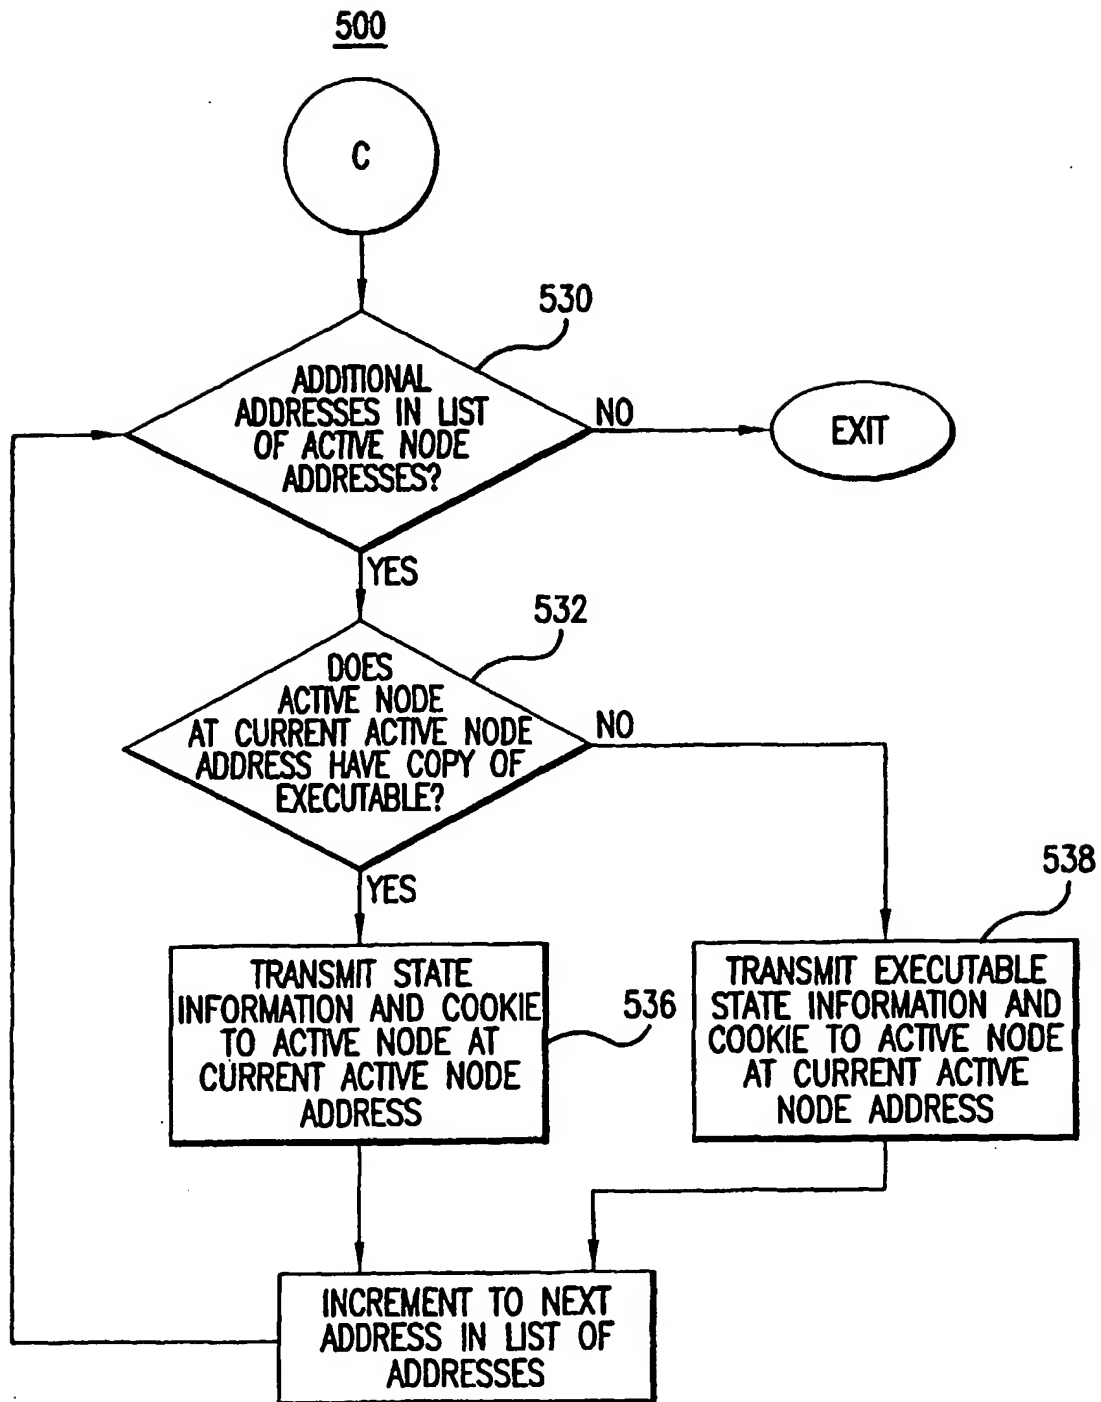 500
C
530
ADDITIONAL
ADDRESSES IN LIST
OF ACTIVE NODE
ADDRESSES?
NO
EXIT
YES
532
DOES
ACTIVE NODE
AT CURRENT ACTIVE NODE
ADDRESS HAVE COPY OF
EXECUTABLE?
NO
YES
538
TRANSMIT STATE
INFORMATION AND COOKIE
TO ACTIVE NODE AT
CURRENT ACTIVE NODE
ADDRESS
536
TRANSMIT EXECUTABLE
STATE INFORMATION AND
COOKIE TO ACTIVE NODE
AT CURRENT ACTIVE
NODE ADDRESS
INCREMENT TO NEXT
ADDRESS IN LIST OF
ADDRESSES